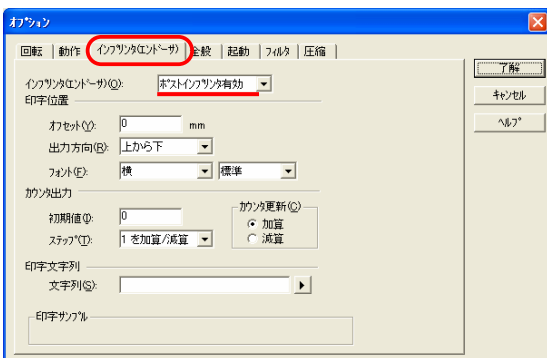 オプション
回転 動作 インプリンタ(エンドーサ) 全般 起動 フィルタ 圧縮
了解
キャンセル
ヘルプ
インプリンタ(エンドーサ)(O): ポストインプリンタ有効
印字位置
オフセット(Y): 0 mm
出力方向(R): 上から下
フォント(F): 横 標準
カウンタ出力
初期値(I): 0
ステップ(T): 1 を加算/減算
カウンタ更新(C)
加算
減算
印字文字列
文字列(S):
印字サンプル